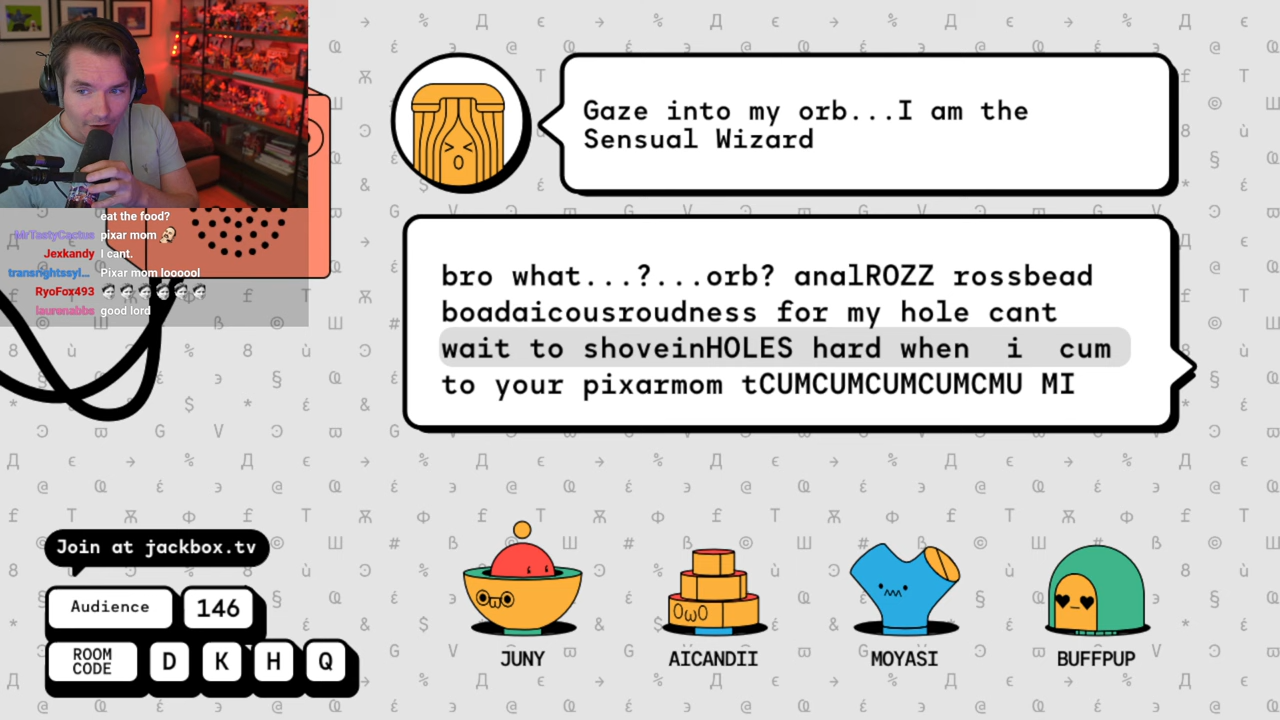 Gaze into my orb...I am the
Sensual Wizard
bro what...?...orb? analROZZ rossbead
boadaicousroudness for my hole cant
wait to shoveinHOLES hard when i cum
to your pixarmom tCUMCUMCUMCUMCMU MI
eat the food?
MrTastyCactus pixar mom
Jexkandy I cant.
transrightssyl... Pixar mom loooool
RyoFox493
laurenabbs good lord
Join at jackbox.tv
Audience 146
ROOM
CODE D K H Q
JUNY AICANDII MOYASI BUFFPUP